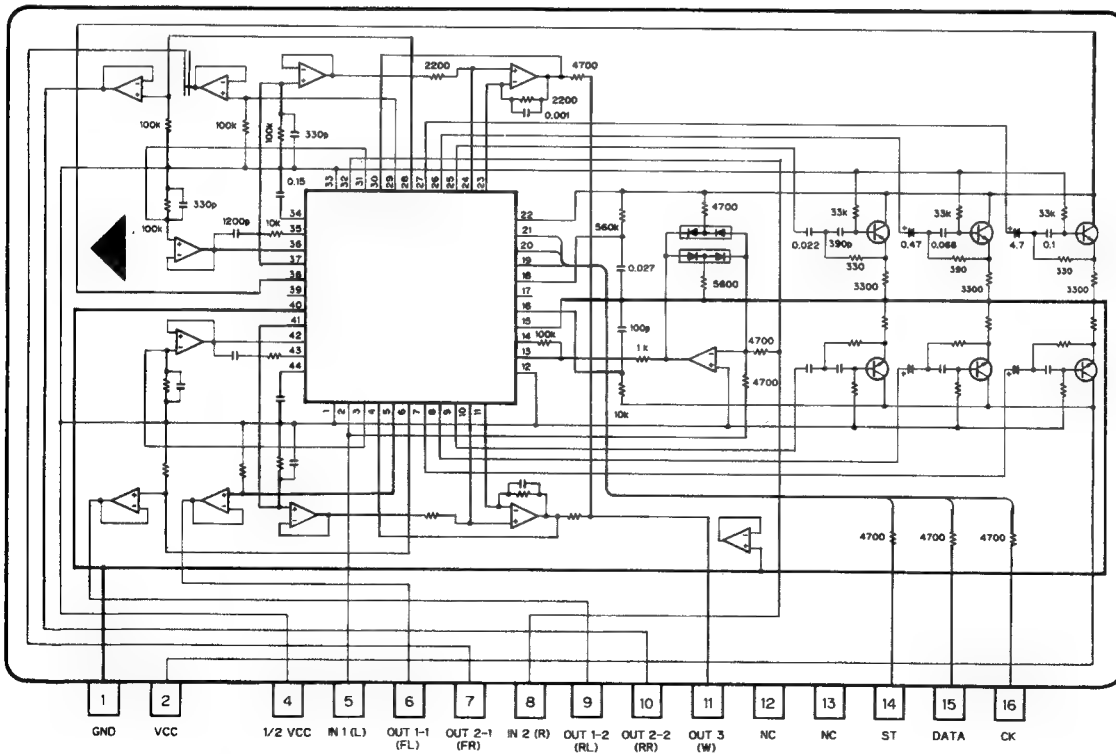 2200
4700
2200
0.001
100k
100k
100k
330p
0.15
330p
100k
1200p
10k
33 32 31 30 29 28 27 26 25 24 23
34
35
36
37
38
39
40
41
42
43
44
1 2 3 4 5 6 7 8 9 10 11
22
21
20
19
18
17
16
15
14
13
12
560k
4700
0.027
5600
100p
100k
1k
4700
4700
10k
33k
33k
33k
0.022
390p
0.47
0.068
4.7
0.1
330
390
330
3300
3300
3300
4700
4700
4700
1
2
4
5
6
7
8
9
10
11
12
13
14
15
16
GND
VCC
1/2 VCC
IN 1 (L)
OUT 1-1
(FL)
OUT 2-1
(FR)
IN 2 (R)
OUT 1-2
(RL)
OUT 2-2
(RR)
OUT 3
(W)
NC
NC
ST
DATA
CK